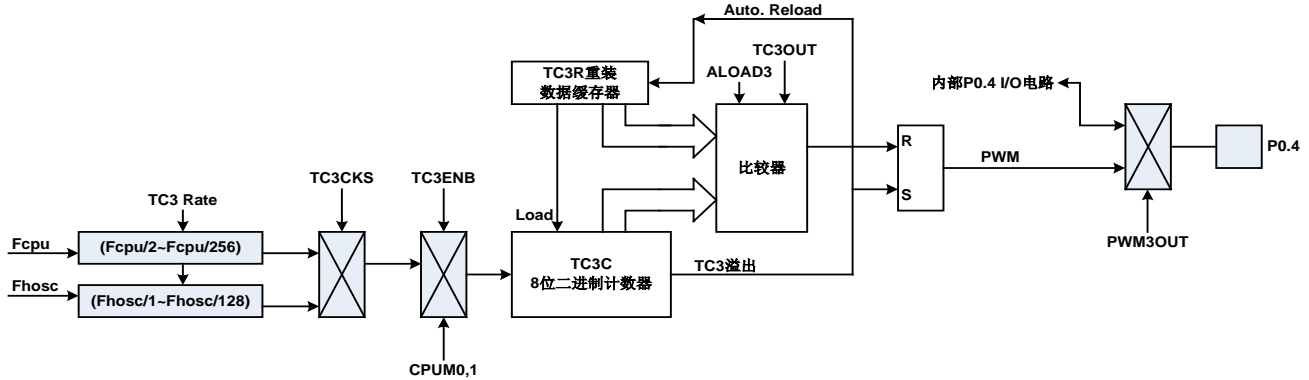 Auto. Reload
TC3OUT
ALOAD3
TC3R重装
数据缓存器
内部P0.4 I/O电路
R
P0.4
比较器
PWM
TC3CKS
TC3ENB
S
TC3 Rate
Load
Fcpu
(Fcpu/2~Fcpu/256)
PWM3OUT
TC3C
TC3溢出
8位二进制计数器
Fhosc
(Fhosc/1~Fhosc/128)
CPUM0,1